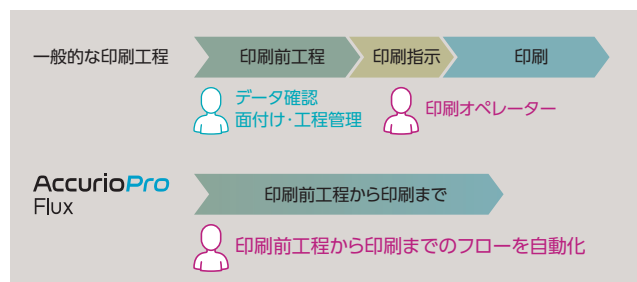 一般的な印刷工程
印刷前工程
印刷指示
印刷
データ確認
面付け・工程管理
印刷オペレーター
AccurioPro
Flux
印刷前工程から印刷まで
印刷前工程から印刷までのフローを自動化